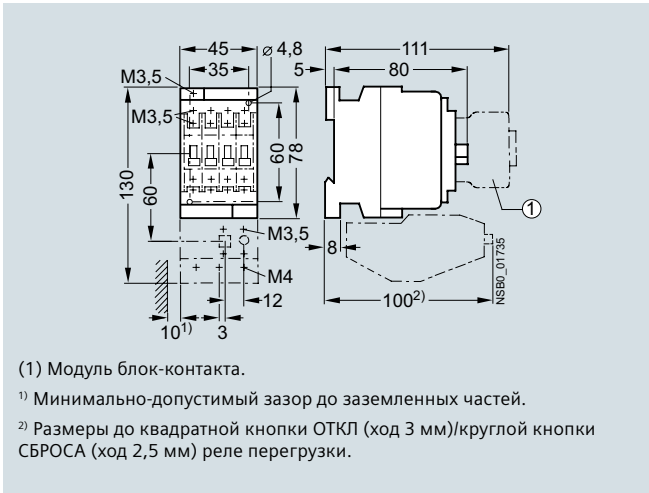 45
⌀ 4,8
111
35
5
80
M3,5
M3,5
130
60
60
78
1
M3,5
8
M4
12
100²⁾
NSB0_01735
10¹⁾
3
(1) Модуль блок-контакта.
¹⁾ Минимально-допустимый зазор до заземленных частей.
²⁾ Размеры до квадратной кнопки ОТКЛ (ход 3 мм)/круглой кнопки
СБРОСА (ход 2,5 мм) реле перегрузки.